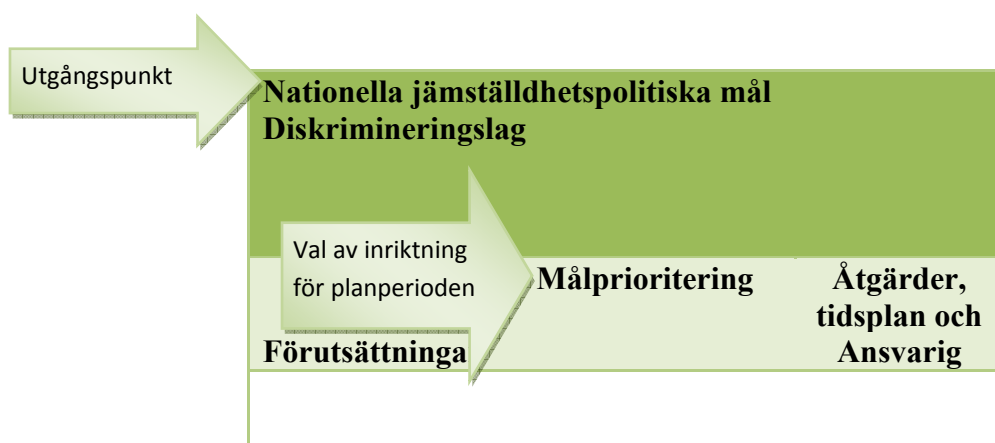 Utgångspunkt
Nationella jämställdhetspolitiska mål
Diskrimineringslag
Val av inriktning
för planperioden
Förutsättninga
Målprioritering
Åtgärder,
tidsplan och
Ansvarig